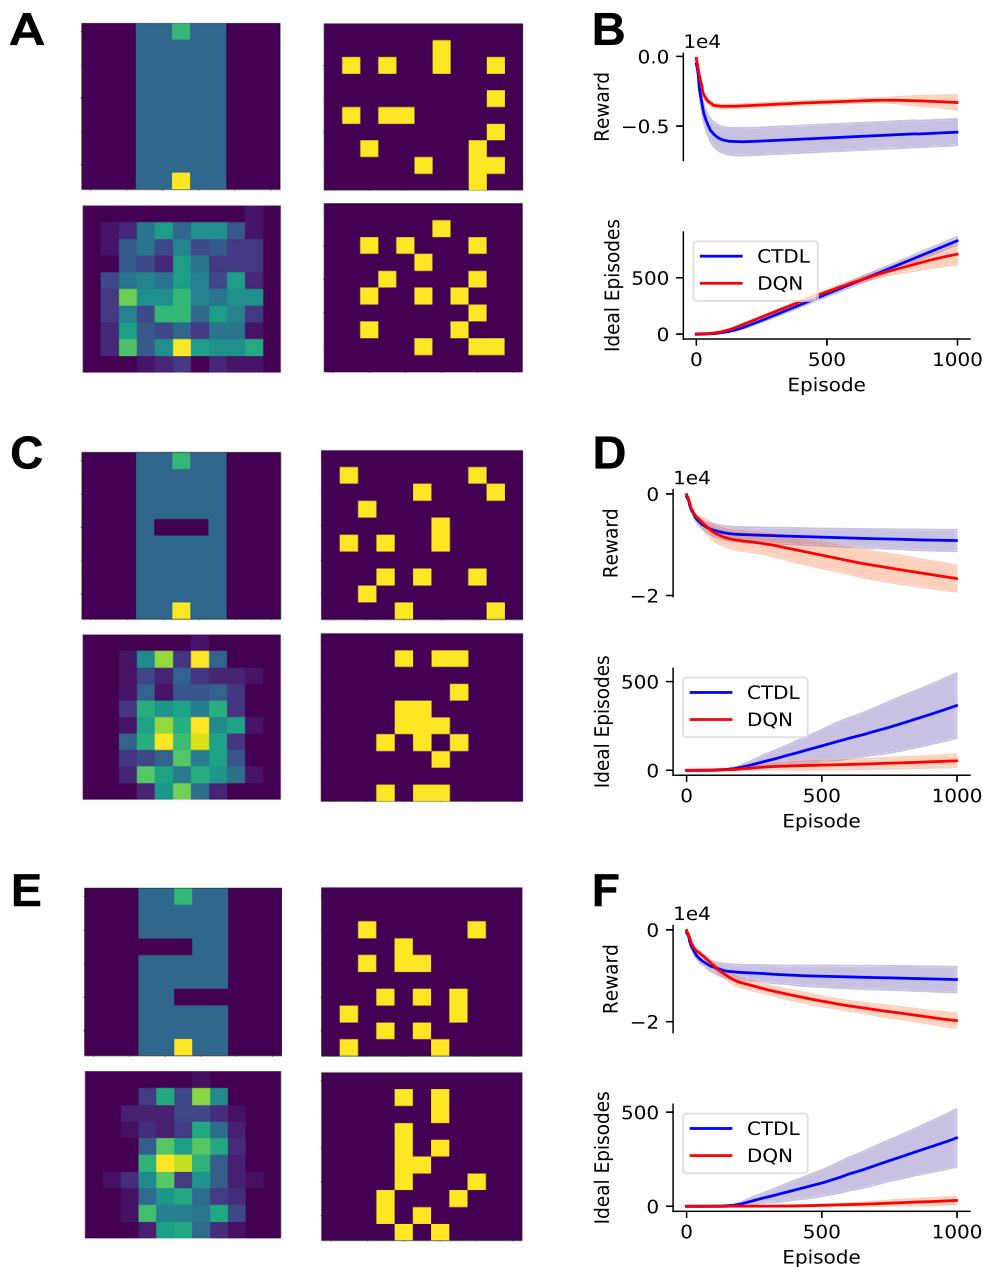 A
B
1e4
0.0
−0.5
Reward
500
0
Ideal Episodes
CTDL
DQN
0 500 1000
Episode
C
D
1e4
0
−2
Reward
500
0
Ideal Episodes
CTDL
DQN
0 500 1000
Episode
E
F
1e4
0
−2
Reward
500
0
Ideal Episodes
CTDL
DQN
0 500 1000
Episode